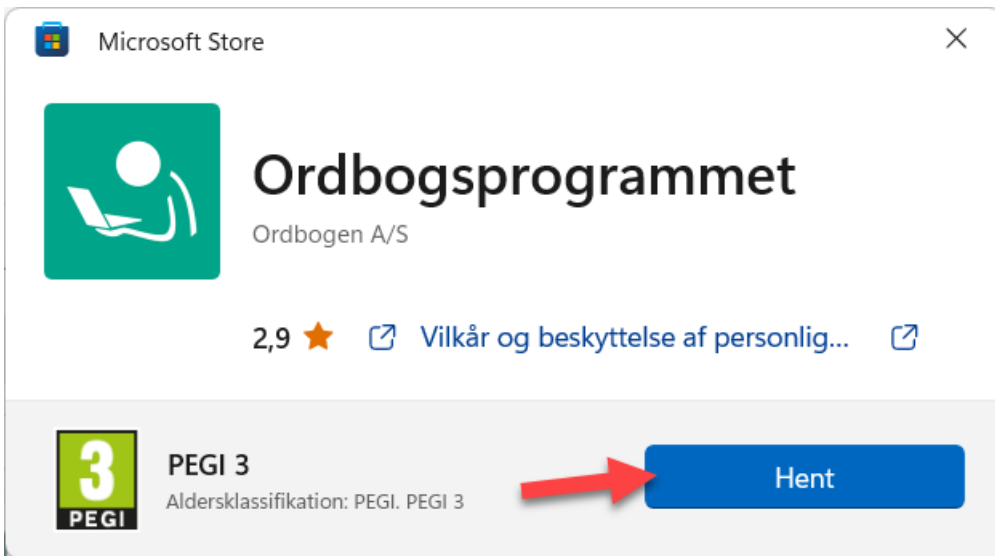 Microsoft Store
Ordbogsprogrammet
Ordbogen A/S
2,9 Vilkår og beskyttelse af personlig...
3
PEGI
PEGI 3
Aldersklassifikation: PEGI. PEGI 3
Hent